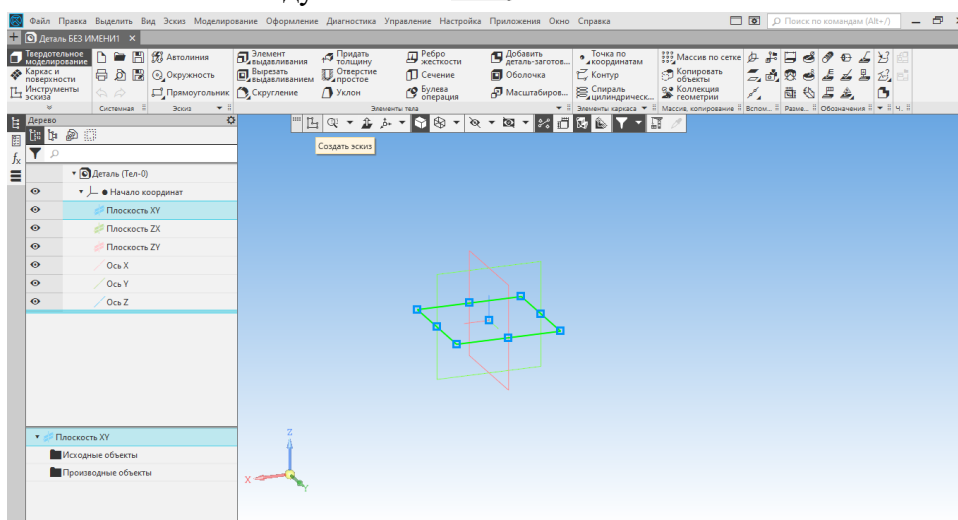 ду
Файл Правка Выделить Вид Эскиз Моделирование Оформление Диагностика Управление Настройка Приложения Окно Справка
Поиск по командам (Alt+/)
Деталь БЕЗ ИМЕНИ1 ×
Твердотельное моделирование
Каркас и поверхности
Инструменты эскиза
Системная
Автолиния
Окружность
Прямоугольник
Эскиз
Элемент выдавливания
Вырезать выдавливанием
Скругление
Придать толщину
Отверстие простое
Уклон
Ребро жесткости
Сечение
Булева операция
Добавить деталь-заготов...
Оболочка
Масштабиров...
Элементы тела
Точка по координатам
Контур
Спираль цилиндрическ...
Элементы каркаса
Массив по сетке
Копировать объекты
Коллекция геометрии
Массив, копирование
Вспом...
Разме...
Обозначения
Ч.
Дерево
Создать эскиз
fx
Деталь (Тел-0)
Начало координат
Плоскость XY
Плоскость ZX
Плоскость ZY
Ось X
Ось Y
Ось Z
Плоскость XY
Исходные объекты
Производные объекты
Z
X
Y